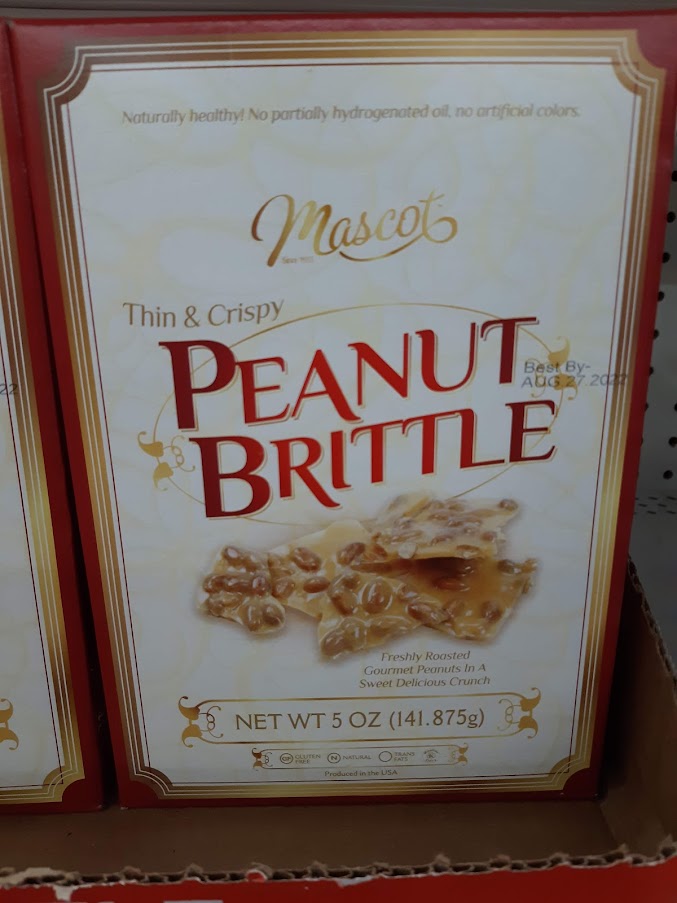 Naturally healthy! No partially hydrogenated oil, no artificial colors.
Mascot
Thin & Crispy
PEANUT
BRITTLE
Best By-
AUG 27 2022
Freshly Roasted
Gourmet Peanuts In A
Sweet Delicious Crunch
NET WT 5 OZ (141.875g)
GF GLUTEN FREE N NATURAL TRANS FATS
Produced in the USA
22